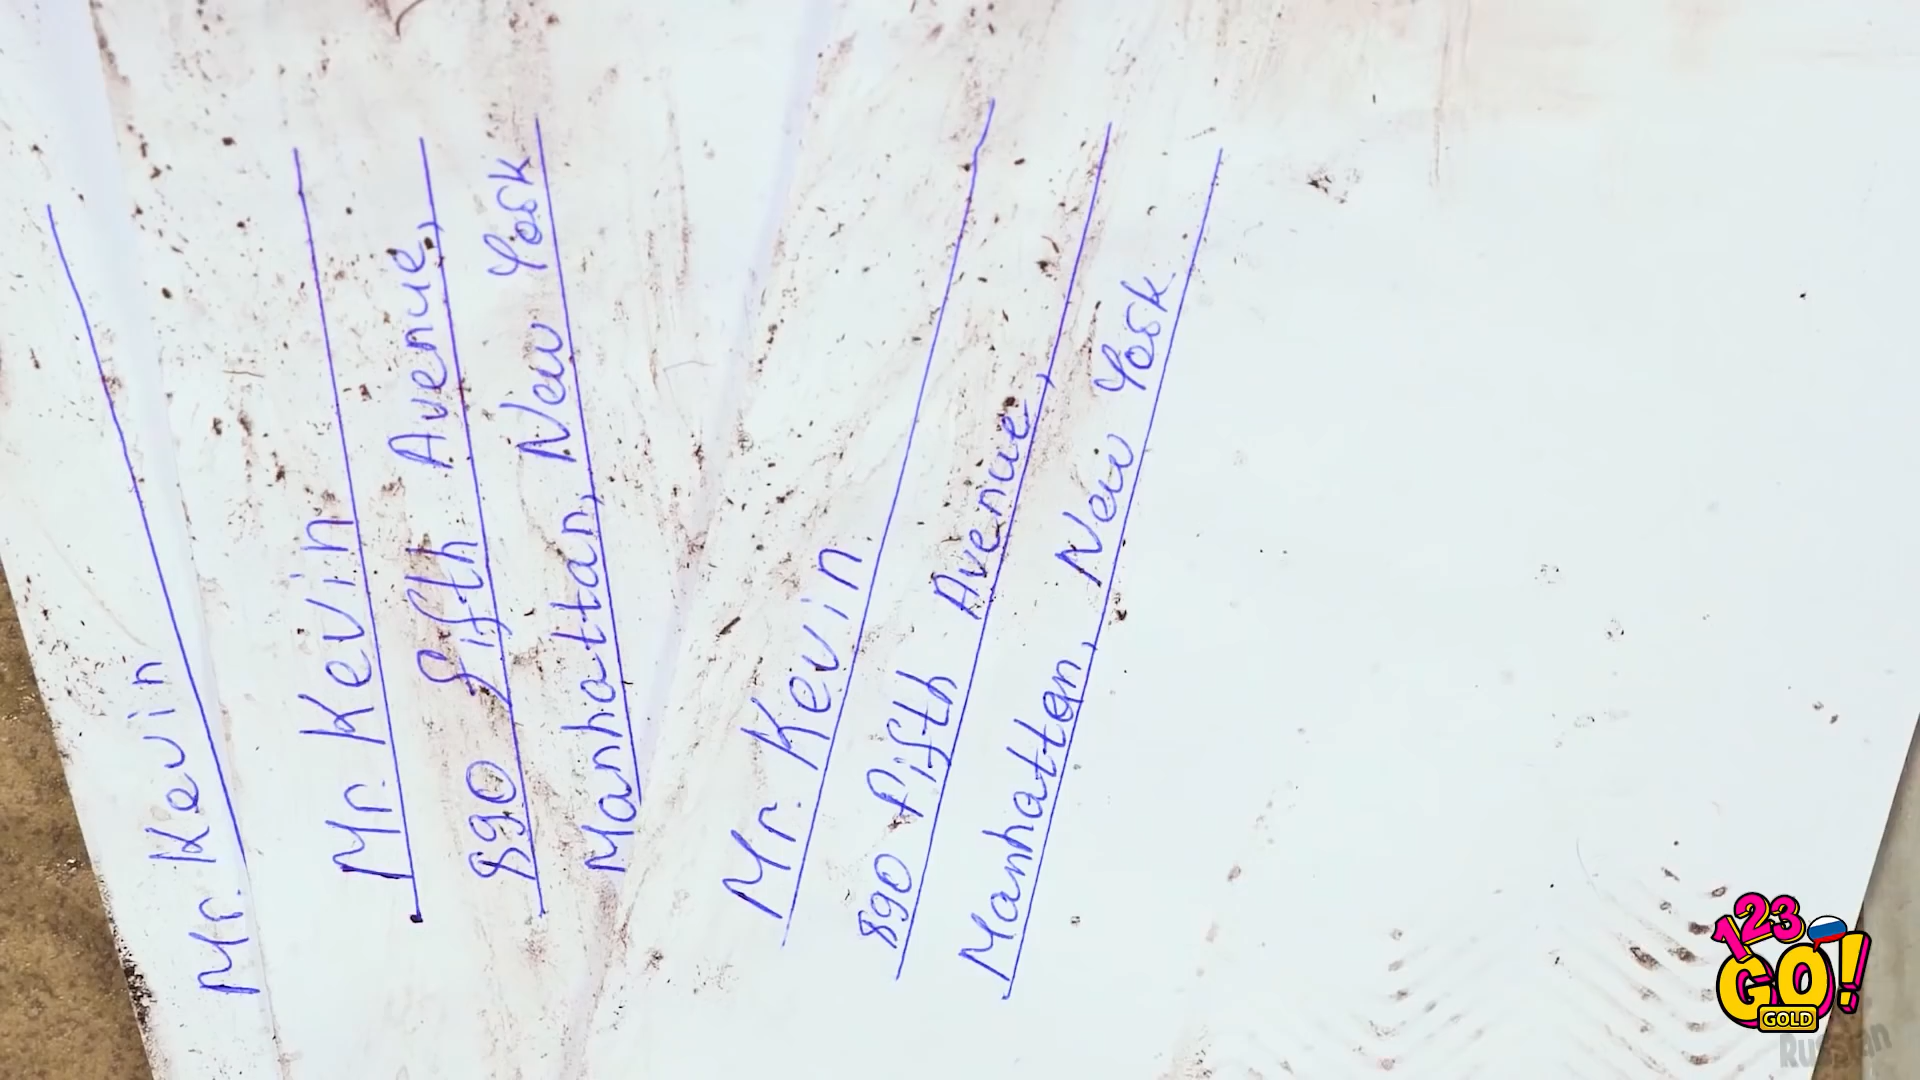 Mr. Kevin
Mr. Kevin
890 Fifth Avenue,
Manhattan, New York
Mr. Kevin
890 Fifth Avenue,
Manhattan, New York
123
GO!
GOLD
Russian